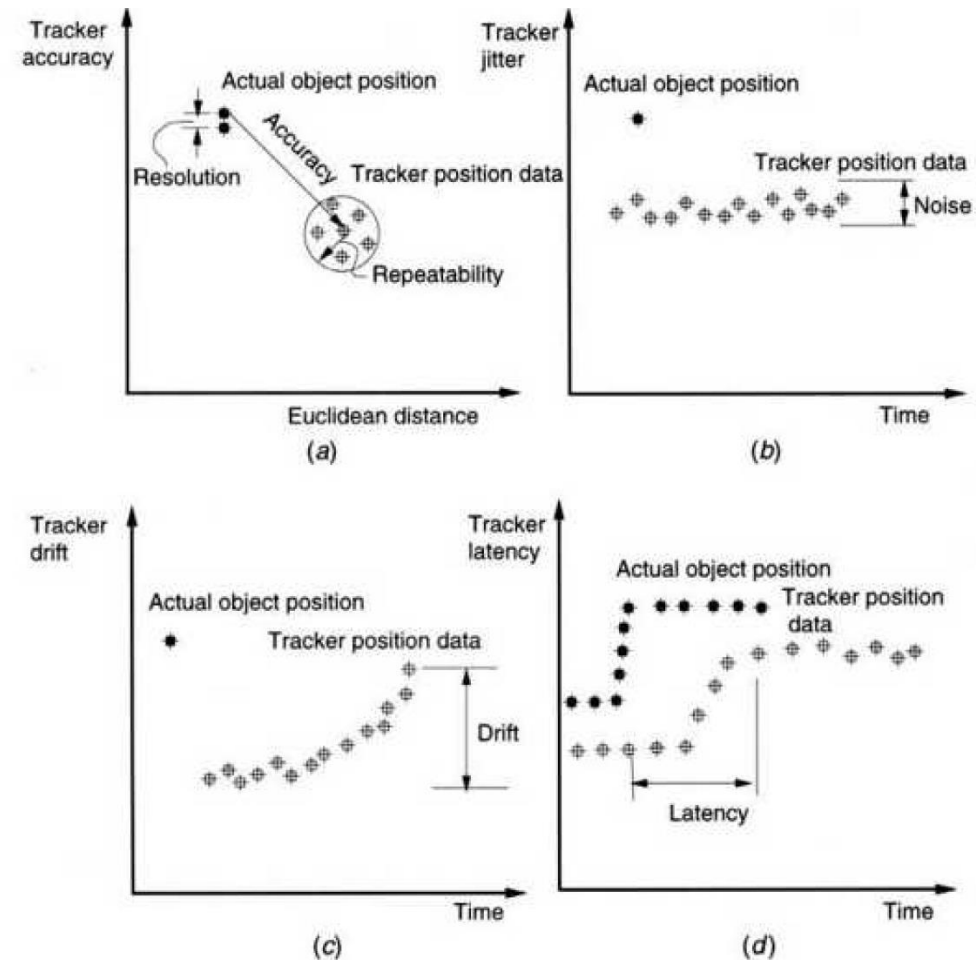 Tracker
accuracy
Actual object position
Accuracy
Resolution
Tracker position data
Repeatability
Euclidean distance
(a)
Tracker
jitter
Actual object position
Tracker position data
Noise
Time
(b)
Tracker
drift
Actual object position
Tracker position data
Drift
Time
(c)
Tracker
latency
Actual object position
Tracker position
data
Latency
Time
(d)